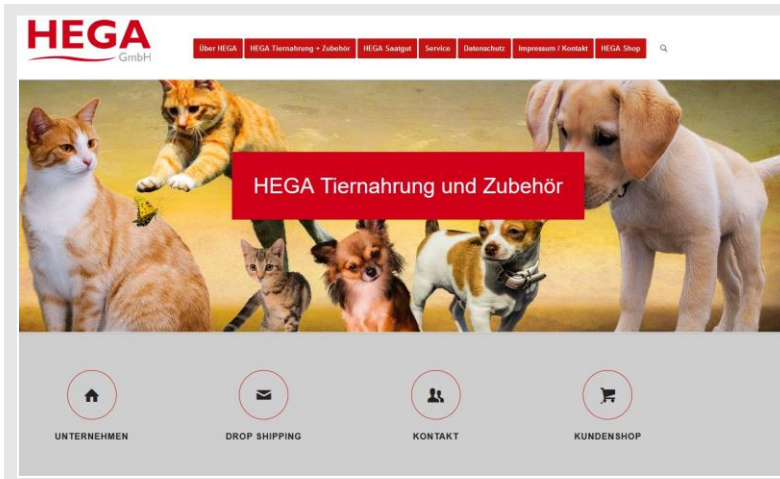 HEGA
GmbH
Über HEGA HEGA Tiernahrung + Zubehör HEGA Saatgut Service Datenschutz Impressum / Kontakt HEGA Shop
HEGA Tiernahrung und Zubehör
UNTERNEHMEN DROP SHIPPING KONTAKT KUNDENSHOP